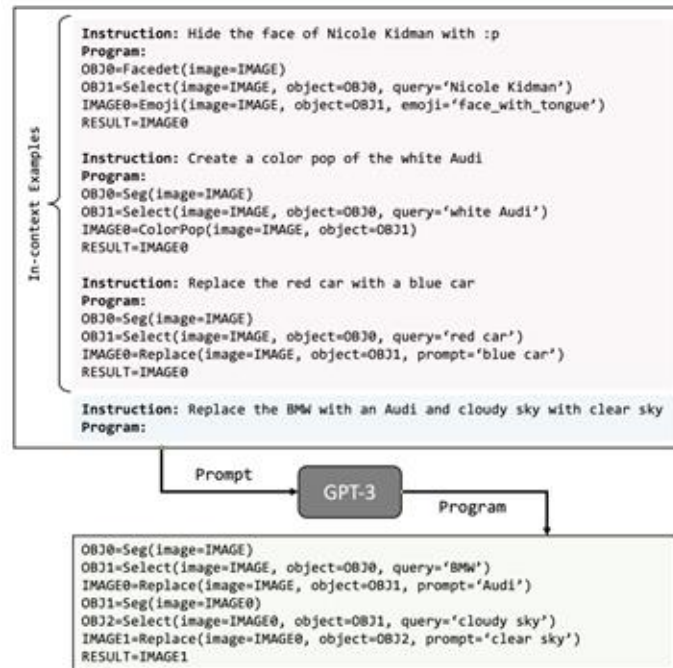 In-context Examples
Instruction: Hide the face of Nicole Kidman with :p
Program:
OBJ0=Facedet(image=IMAGE)
OBJ1=Select(image=IMAGE, object=OBJ0, query=‘Nicole Kidman’)
IMAGE0=Emoji(image=IMAGE, object=OBJ1, emoji=‘face_with_tongue’)
RESULT=IMAGE0
Instruction: Create a color pop of the white Audi
Program:
OBJ0=Seg(image=IMAGE)
OBJ1=Select(image=IMAGE, object=OBJ0, query=‘white Audi’)
IMAGE0=ColorPop(image=IMAGE, object=OBJ1)
RESULT=IMAGE0
Instruction: Replace the red car with a blue car
Program:
OBJ0=Seg(image=IMAGE)
OBJ1=Select(image=IMAGE, object=OBJ0, query=‘red car’)
IMAGE0=Replace(image=IMAGE, object=OBJ1, prompt=‘blue car’)
RESULT=IMAGE0
Instruction: Replace the BMW with an Audi and cloudy sky with clear sky
Program:
Prompt
GPT-3
Program
OBJ0=Seg(image=IMAGE)
OBJ1=Select(image=IMAGE, object=OBJ0, query=‘BMW’)
IMAGE0=Replace(image=IMAGE, object=OBJ1, prompt=‘Audi’)
OBJ1=Seg(image=IMAGE0)
OBJ2=Select(image=IMAGE0, object=OBJ1, query=‘cloudy sky’)
IMAGE1=Replace(image=IMAGE0, object=OBJ2, prompt=‘clear sky’)
RESULT=IMAGE1